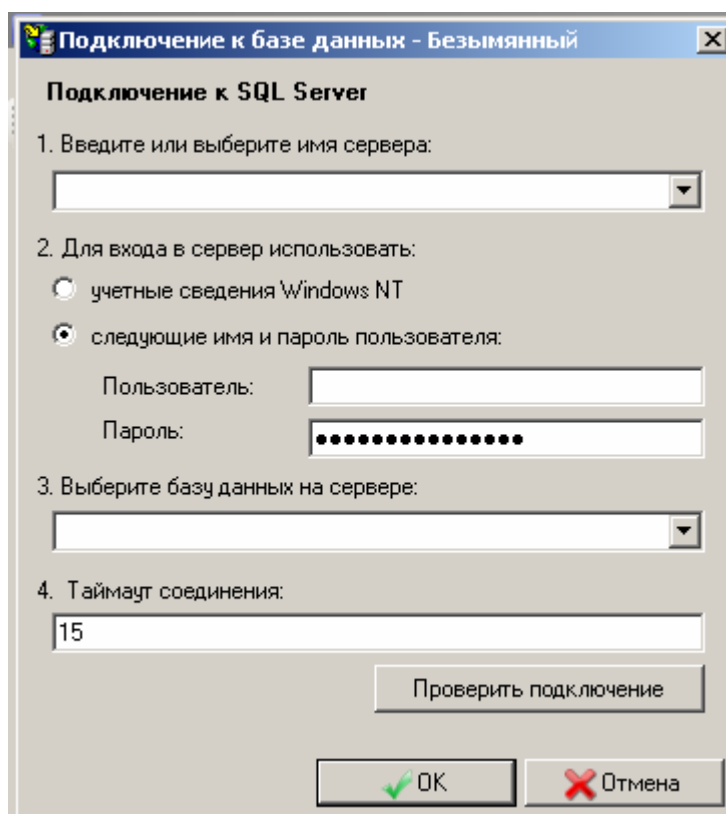 Подключение к базе данных - Безымянный
Подключение к SQL Server
1. Введите или выберите имя сервера:
2. Для входа в сервер использовать:
учетные сведения Windows NT
следующие имя и пароль пользователя:
Пользователь:
Пароль: •••••••••••••••
3. Выберите базу данных на сервере:
4. Таймаут соединения:
15
Проверить подключение
OK Отмена